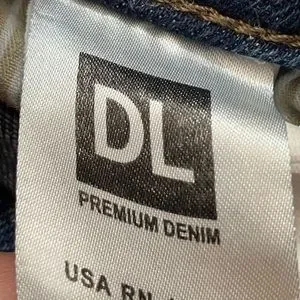 DL
PREMIUM DENIM
USA RN